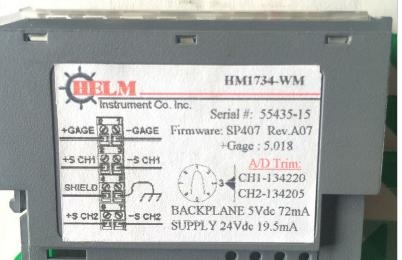 HELM
Instrument Co. Inc.
HM1734-WM
Serial #: 55435-15
Firmware: SP407 Rev.A07
+Gage : 5.018
A/D Trim:
3
CH1-134220
CH2-134205
BACKPLANE 5Vdc 72mA
SUPPLY 24Vdc 19.5mA
+GAGE -GAGE
+S CH1 -S CH1
SHIELD
+S CH2 -S CH2